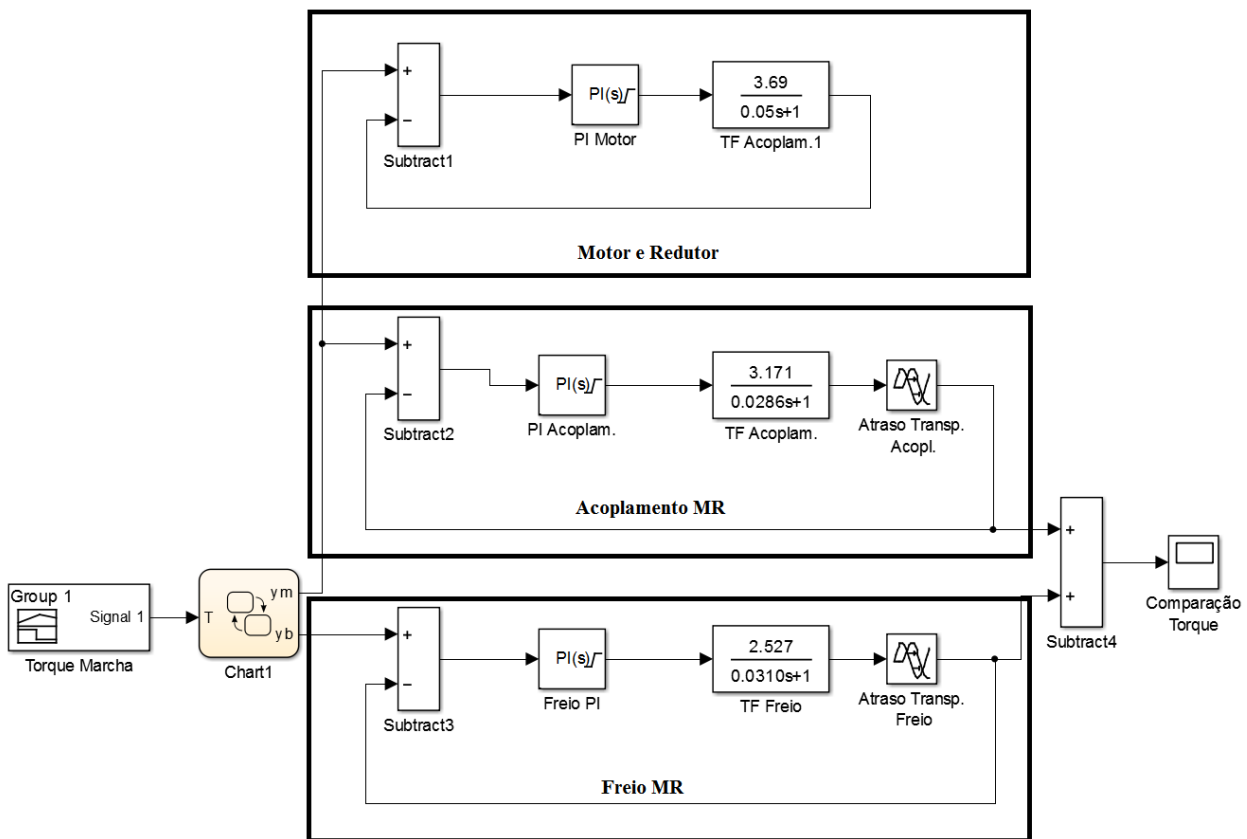 +
−
Subtract1
PI(s)
PI Motor
3.69
0.05s+1
TF Acoplam.1
Motor e Redutor
+
−
Subtract2
PI(s)
PI Acoplam.
3.171
0.0286s+1
TF Acoplam.
Atraso Transp.
Acopl.
Acoplamento MR
Group 1
Signal 1
Torque Marcha
T
ym
yb
Chart1
+
−
Subtract3
PI(s)
Freio PI
2.527
0.0310s+1
TF Freio
Atraso Transp.
Freio
Freio MR
+
+
Subtract4
Comparação
Torque